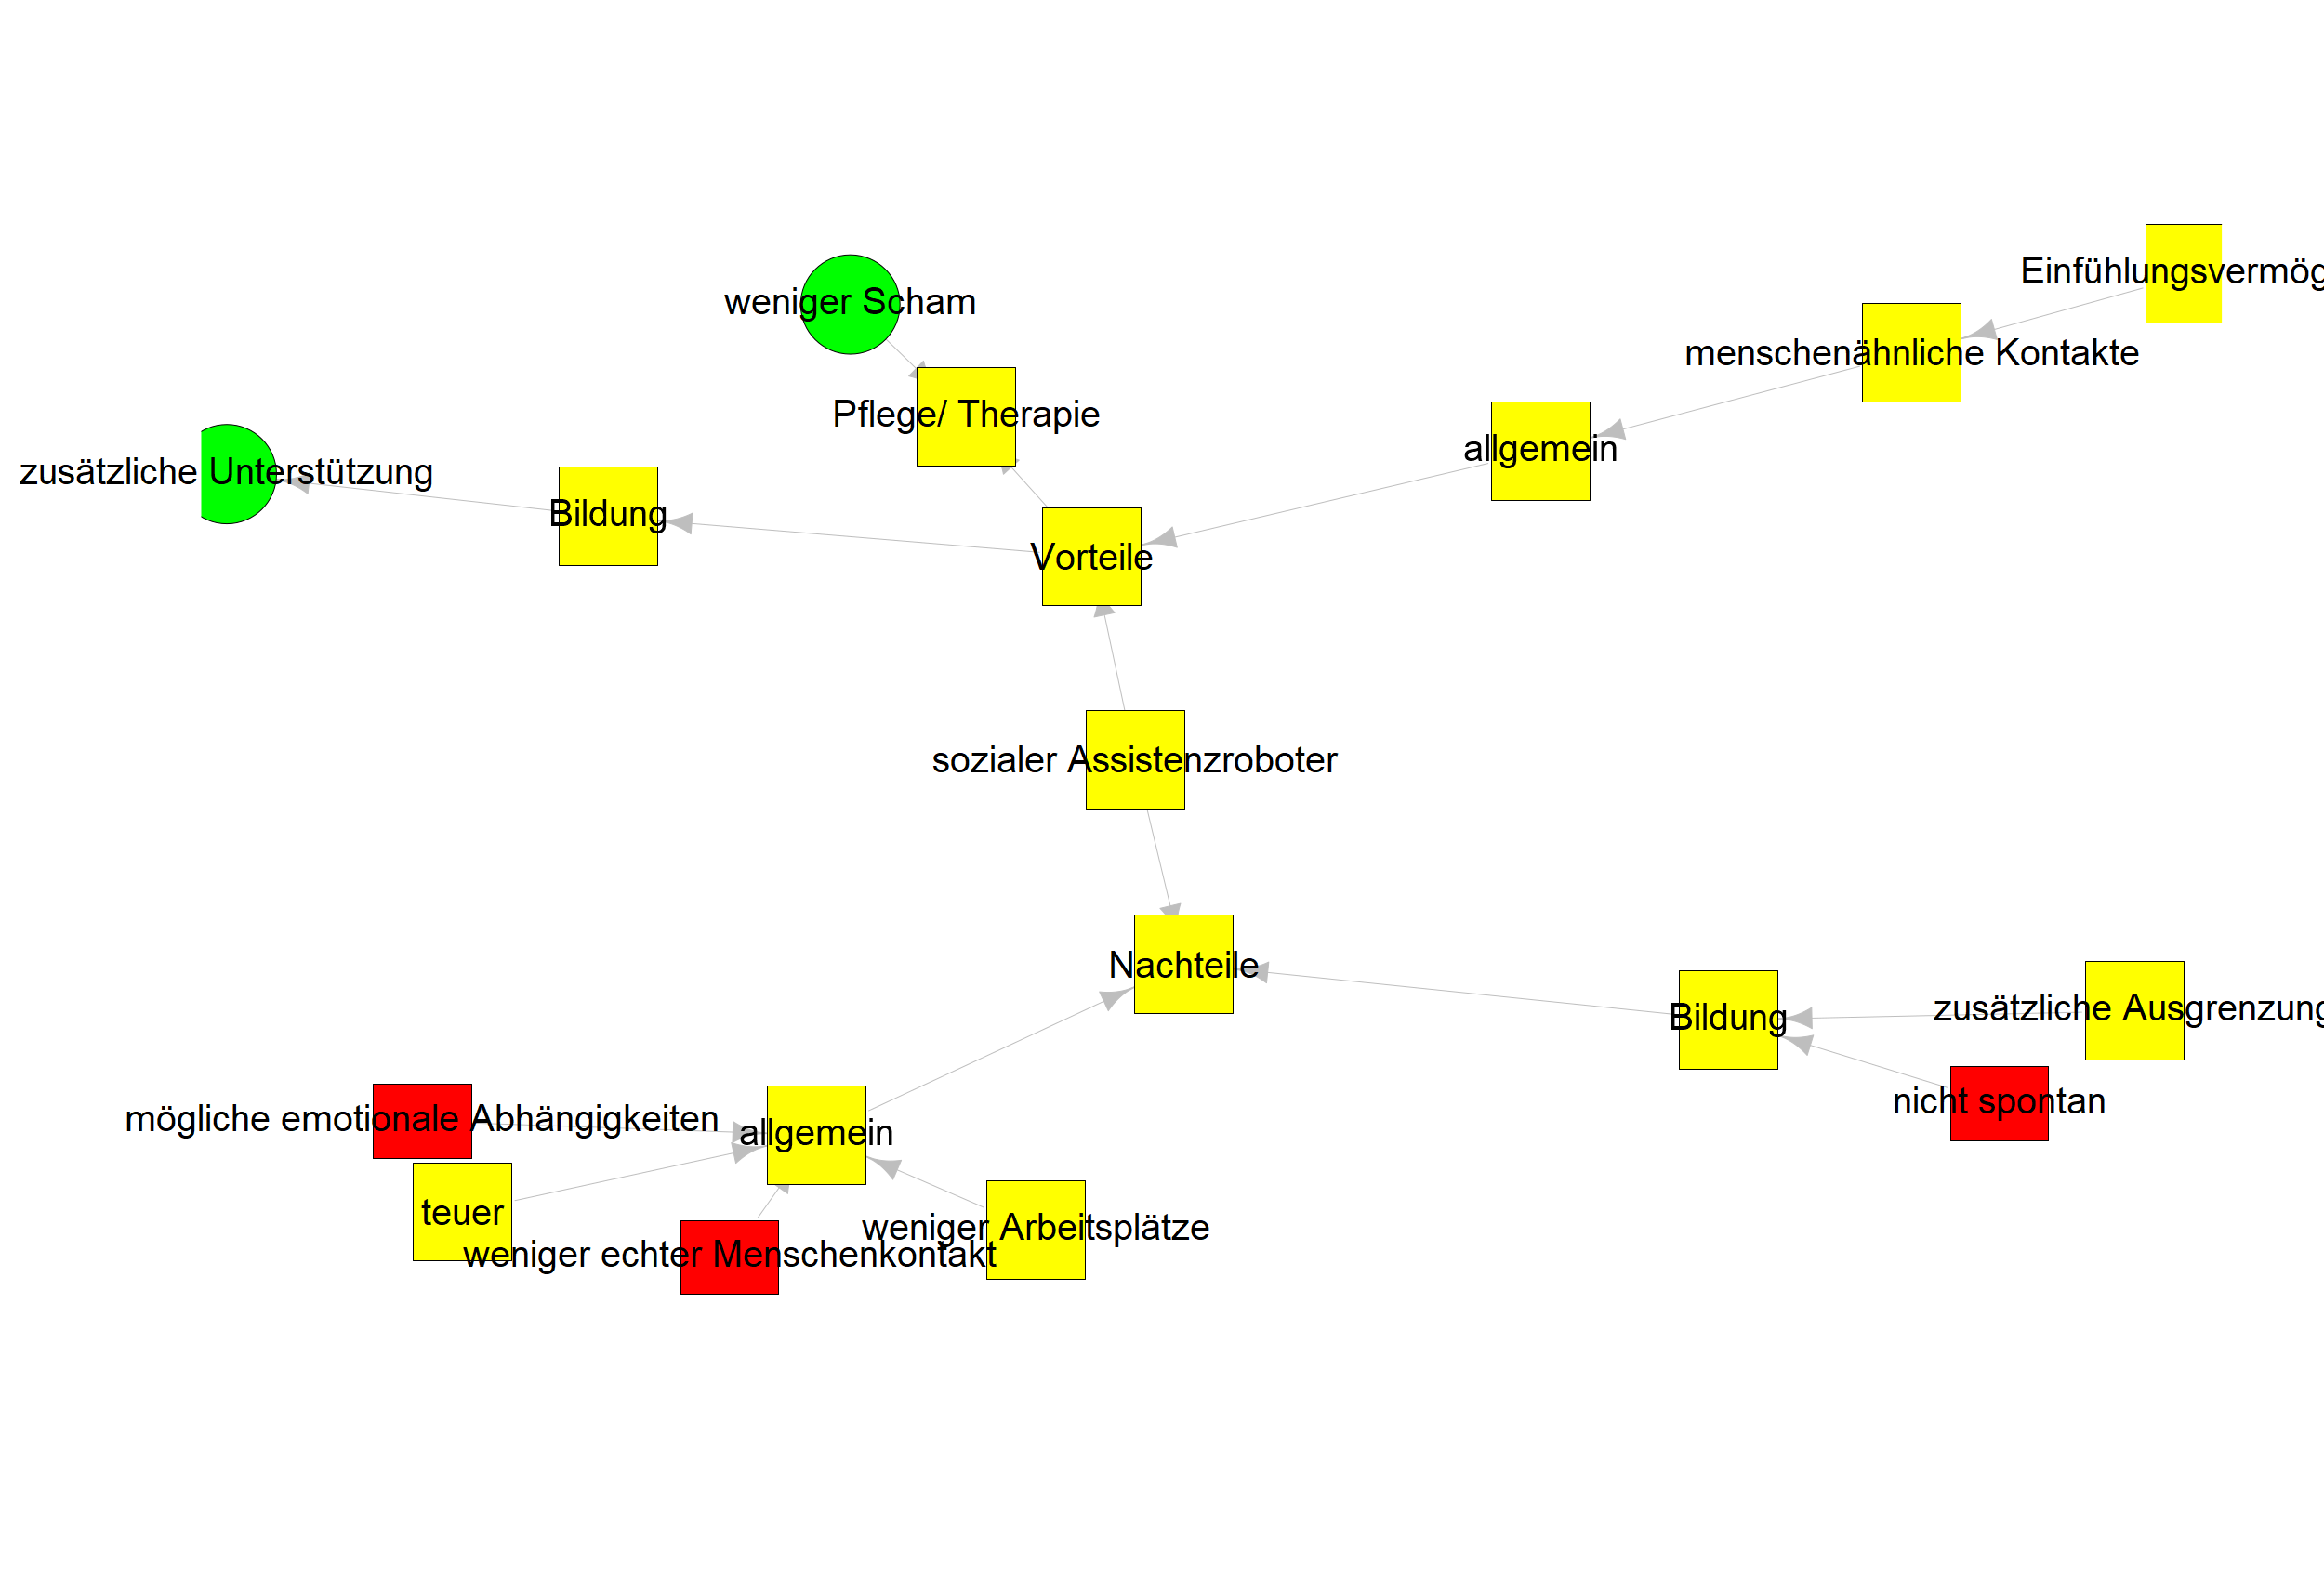 Einfühlungsvermög
weniger Scham
menschenähnliche Kontakte
Pflege/ Therapie
allgemein
zusätzliche Unterstützung
Bildung
Vorteile
sozialer Assistenzroboter
Nachteile
zusätzliche Ausgrenzung
Bildung
nicht spontan
mögliche emotionale Abhängigkeiten
allgemein
teuer
weniger Arbeitsplätze
weniger echter Menschenkontakt